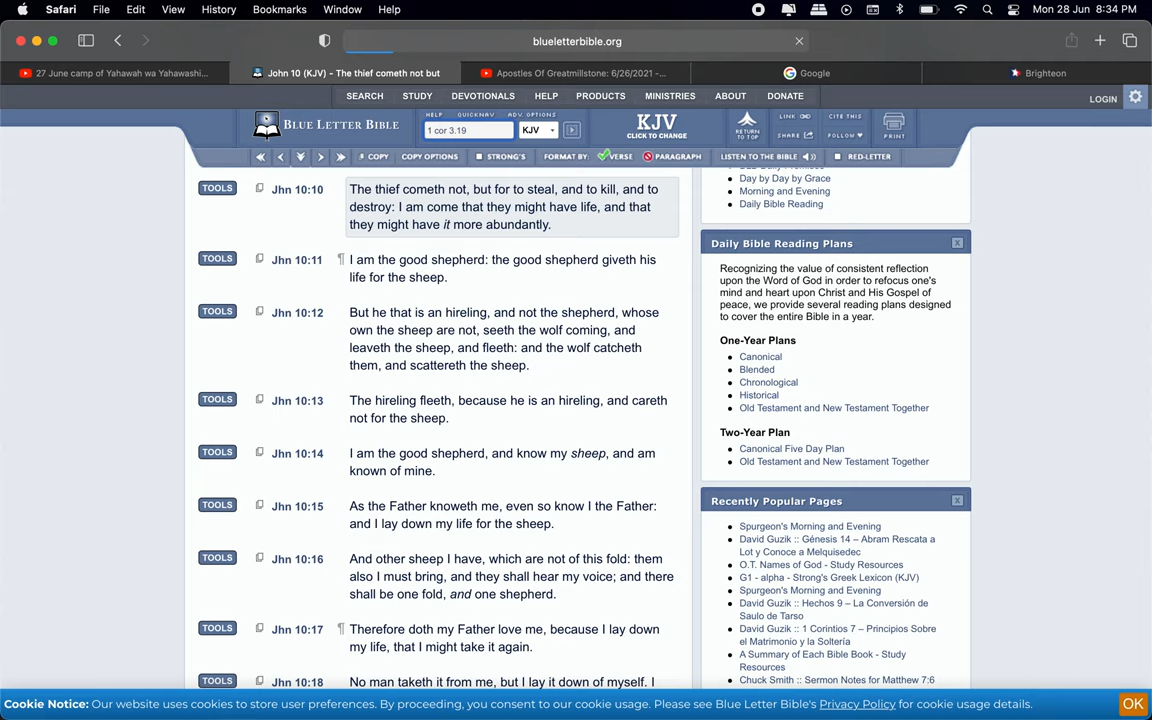 Safari File Edit View History Bookmarks Window Help Mon 28 Jun 8:34 PM
blueletterbible.org
27 June camp of Yahawah wa Yahawashi... John 10 (KJV) - The thief cometh not but Apostles Of Greatmillstone: 6/26/2021 -... Google Brighteon
SEARCH STUDY DEVOTIONALS HELP PRODUCTS MINISTRIES ABOUT DONATE LOGIN
BLUE LETTER BIBLE
HELP QUICKNAV ADV. OPTIONS
1 cor 3.19 KJV
KJV
CLICK TO CHANGE
RETURN TO TOP
LINK CITE THIS
SHARE FOLLOW PRINT
COPY COPY OPTIONS STRONG'S FORMAT BY: VERSE PARAGRAPH LISTEN TO THE BIBLE RED-LETTER
TOOLS Jhn 10:10 The thief cometh not, but for to steal, and to kill, and to
destroy: I am come that they might have life, and that
they might have it more abundantly.
TOOLS Jhn 10:11 ¶ I am the good shepherd: the good shepherd giveth his
life for the sheep.
TOOLS Jhn 10:12 But he that is an hireling, and not the shepherd, whose
own the sheep are not, seeth the wolf coming, and
leaveth the sheep, and fleeth: and the wolf catcheth
them, and scattereth the sheep.
TOOLS Jhn 10:13 The hireling fleeth, because he is an hireling, and careth
not for the sheep.
TOOLS Jhn 10:14 I am the good shepherd, and know my sheep, and am
known of mine.
TOOLS Jhn 10:15 As the Father knoweth me, even so know I the Father:
and I lay down my life for the sheep.
TOOLS Jhn 10:16 And other sheep I have, which are not of this fold: them
also I must bring, and they shall hear my voice; and there
shall be one fold, and one shepherd.
TOOLS Jhn 10:17 ¶ Therefore doth my Father love me, because I lay down
my life, that I might take it again.
TOOLS Jhn 10:18 No man taketh it from me, but I lay it down of myself. I
Day by Day by Grace
Morning and Evening
Daily Bible Reading
Daily Bible Reading Plans
Recognizing the value of consistent reflection
upon the Word of God in order to refocus one's
mind and heart upon Christ and His Gospel of
peace, we provide several reading plans designed
to cover the entire Bible in a year.
One-Year Plans
Canonical
Blended
Chronological
Historical
Old Testament and New Testament Together
Two-Year Plan
Canonical Five Day Plan
Old Testament and New Testament Together
Recently Popular Pages
Spurgeon's Morning and Evening
David Guzik :: Génesis 14 – Abram Rescata a
Lot y Conoce a Melquisedec
O.T. Names of God - Study Resources
G1 - alpha - Strong's Greek Lexicon (KJV)
Spurgeon's Morning and Evening
David Guzik :: Hechos 9 – La Conversión de
Saulo de Tarso
David Guzik :: 1 Corintios 7 – Principios Sobre
el Matrimonio y la Soltería
A Summary of Each Bible Book - Study
Resources
Chuck Smith :: Sermon Notes for Matthew 7:6
Cookie Notice: Our website uses cookies to store user preferences. By proceeding, you consent to our cookie usage. Please see Blue Letter Bible's Privacy Policy for cookie usage details. OK